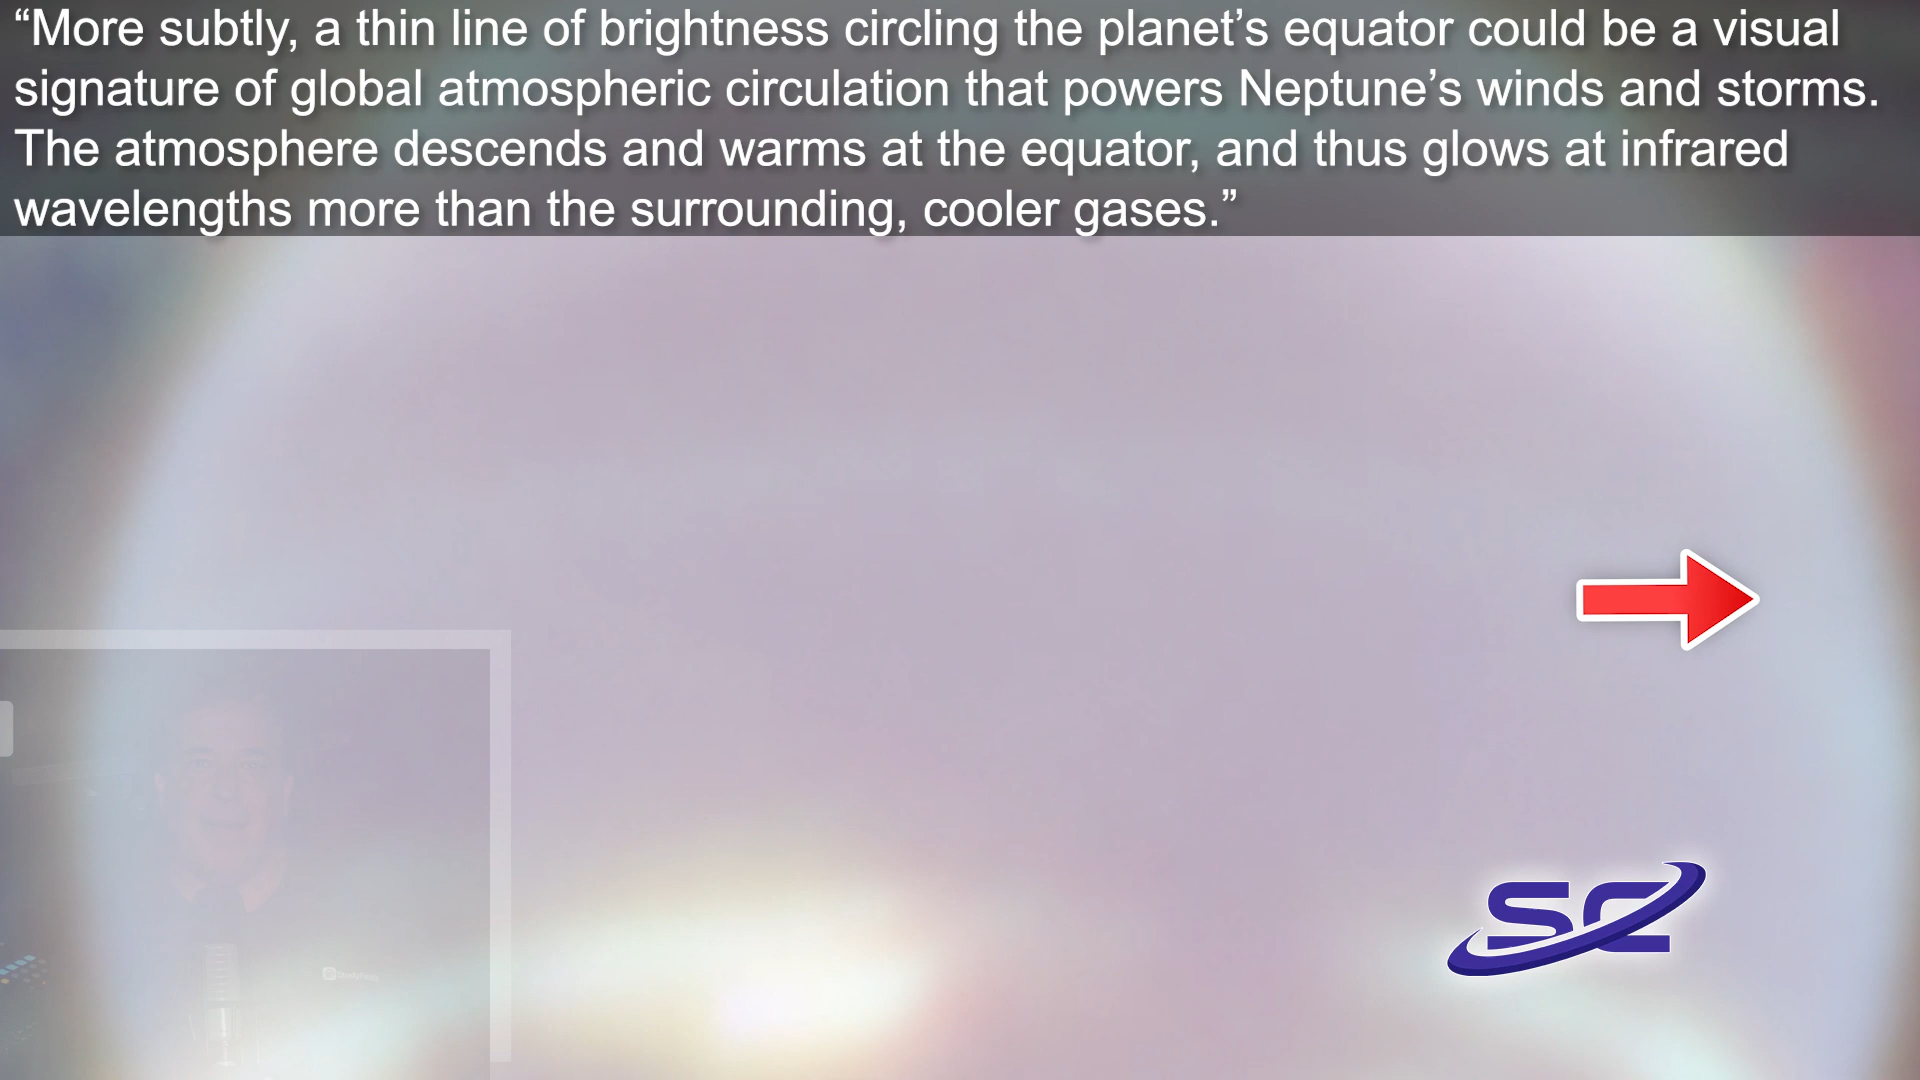 “More subtly, a thin line of brightness circling the planet’s equator could be a visual
signature of global atmospheric circulation that powers Neptune’s winds and storms.
The atmosphere descends and warms at the equator, and thus glows at infrared
wavelengths more than the surrounding, cooler gases.”
SC